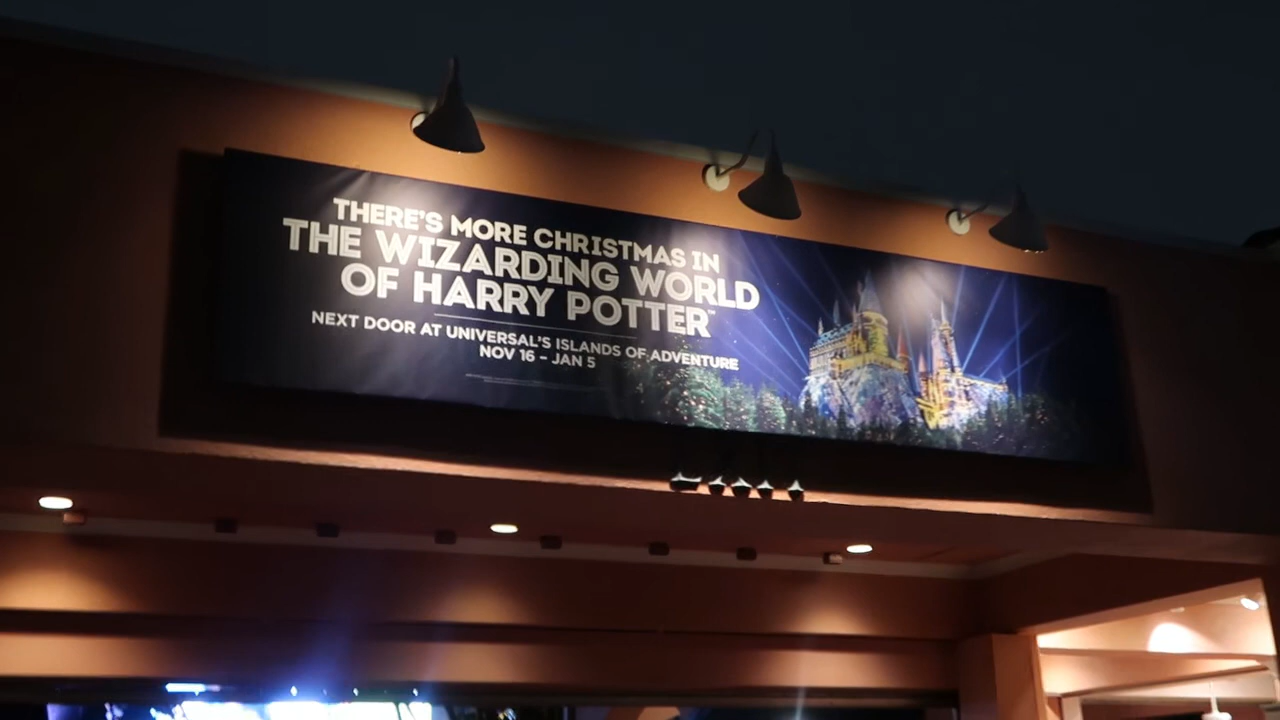 THERE'S MORE CHRISTMAS IN
THE WIZARDING WORLD
OF HARRY POTTER™
NEXT DOOR AT UNIVERSAL'S ISLANDS OF ADVENTURE
NOV 16 – JAN 5